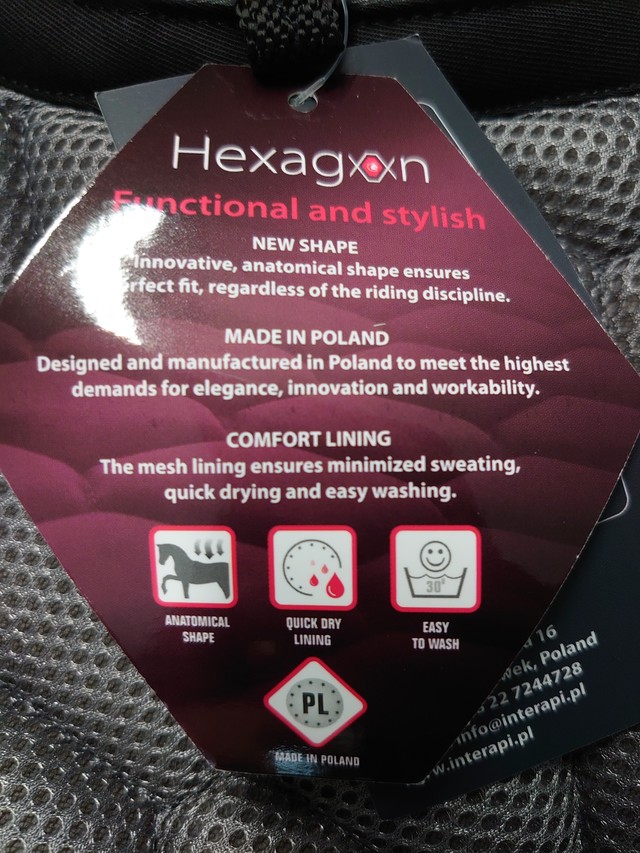 Hexagon
Functional and stylish
NEW SHAPE
Innovative, anatomical shape ensures
fit, regardless of the riding discipline.
MADE IN POLAND
Designed and manufactured in Poland to meet the highest
demands for elegance, innovation and workability.
COMFORT LINING
The mesh lining ensures minimized sweating,
quick drying and easy washing.
30°
ANATOMICAL
SHAPE
QUICK DRY
LINING
EASY
TO WASH
PL
MADE IN POLAND
16
Poland
22 7244728
info@interapi.pl
.interapi.pl